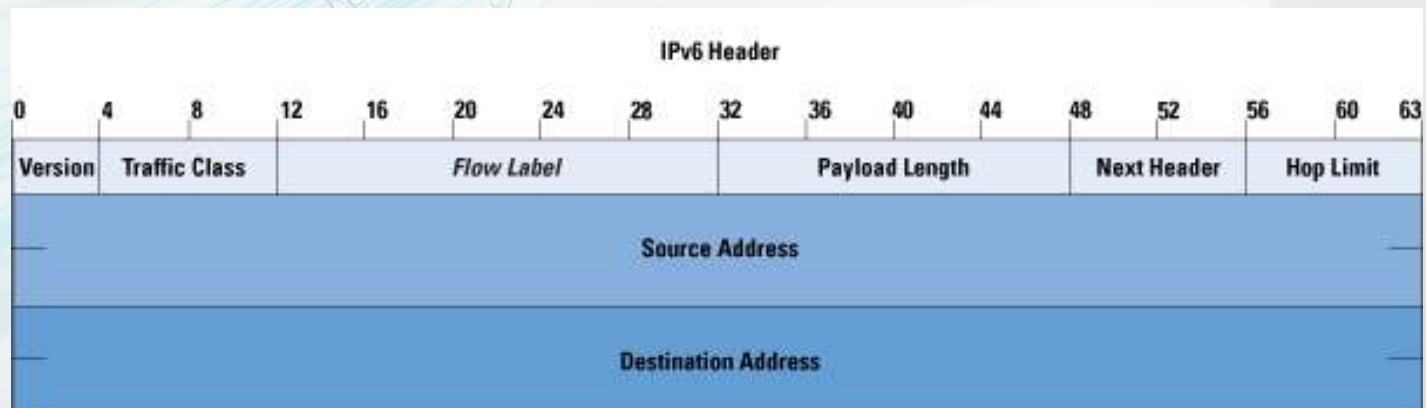 IPv6 Header
0 4 8 12 16 20 24 28 32 36 40 44 48 52 56 60 63
Version Traffic Class Flow Label Payload Length Next Header Hop Limit
Source Address
Destination Address